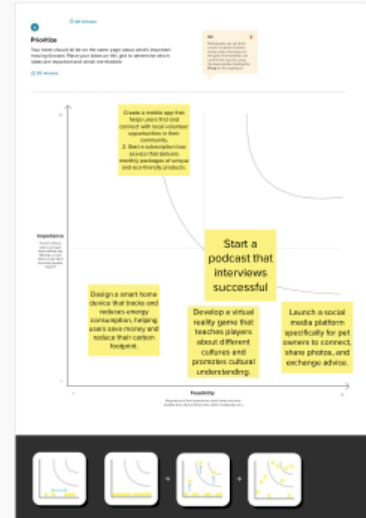 Prioritize
Your team should all be on the same page about what's important
moving forward. Place your ideas on this grid to determine which
ideas are important and which are feasible.
20 minutes
Create a mobile app that
helps users find and
connect with local volunteer
opportunities in their
community.
2. Start a subscription box
service that delivers
monthly packages of unique
and eco-friendly products.
Importance
Start a
podcast that
interviews
successful
Design a smart home
device that tracks and
reduces energy
consumption, helping
users save money and
reduce their carbon
footprint.
Develop a virtual
reality game that
teaches players
about different
cultures and
promotes cultural
understanding.
Launch a social
media platform
specifically for pet
owners to connect,
share photos, and
exchange advice.
Feasibility